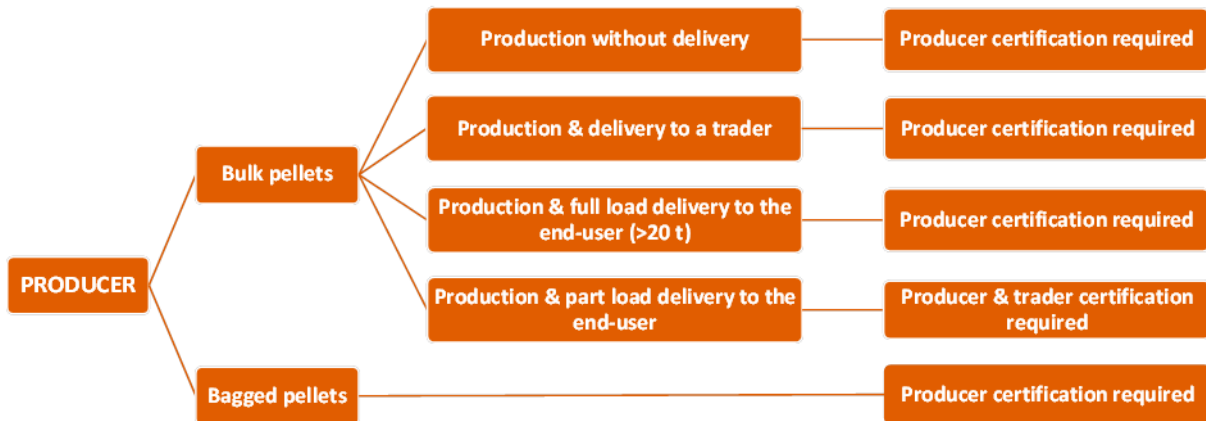 Production without delivery
Producer certification required
Production & delivery to a trader
Producer certification required
Bulk pellets
Production & full load delivery to the
end-user (>20 t)
Producer certification required
PRODUCER
Production & part load delivery to the
end-user
Producer & trader certification
required
Bagged pellets
Producer certification required